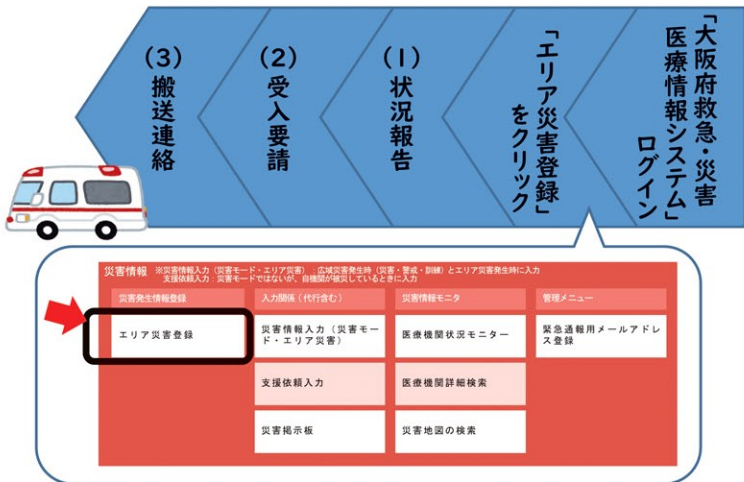 「大阪府救急・災害
医療情報システム」
ログイン
「エリア災害登録」
をクリック
(1)状況報告
(2)受入要請
(3)搬送連絡
災害情報 ※災害情報入力（災害モード・エリア災害）：広域災害発生時（災害・警戒・訓練）とエリア災害発生時に入力
支援依頼入力：災害モードではないが、自機関が被災しているときに入力
災害発生情報登録
入力関係（代行含む）
災害情報モニタ
管理メニュー
エリア災害登録
災害情報入力（災害モー
ド・エリア災害）
医療機関状況モニター
緊急通報用メールアドレ
ス登録
支援依頼入力
医療機関詳細検索
災害掲示板
災害地図の検索